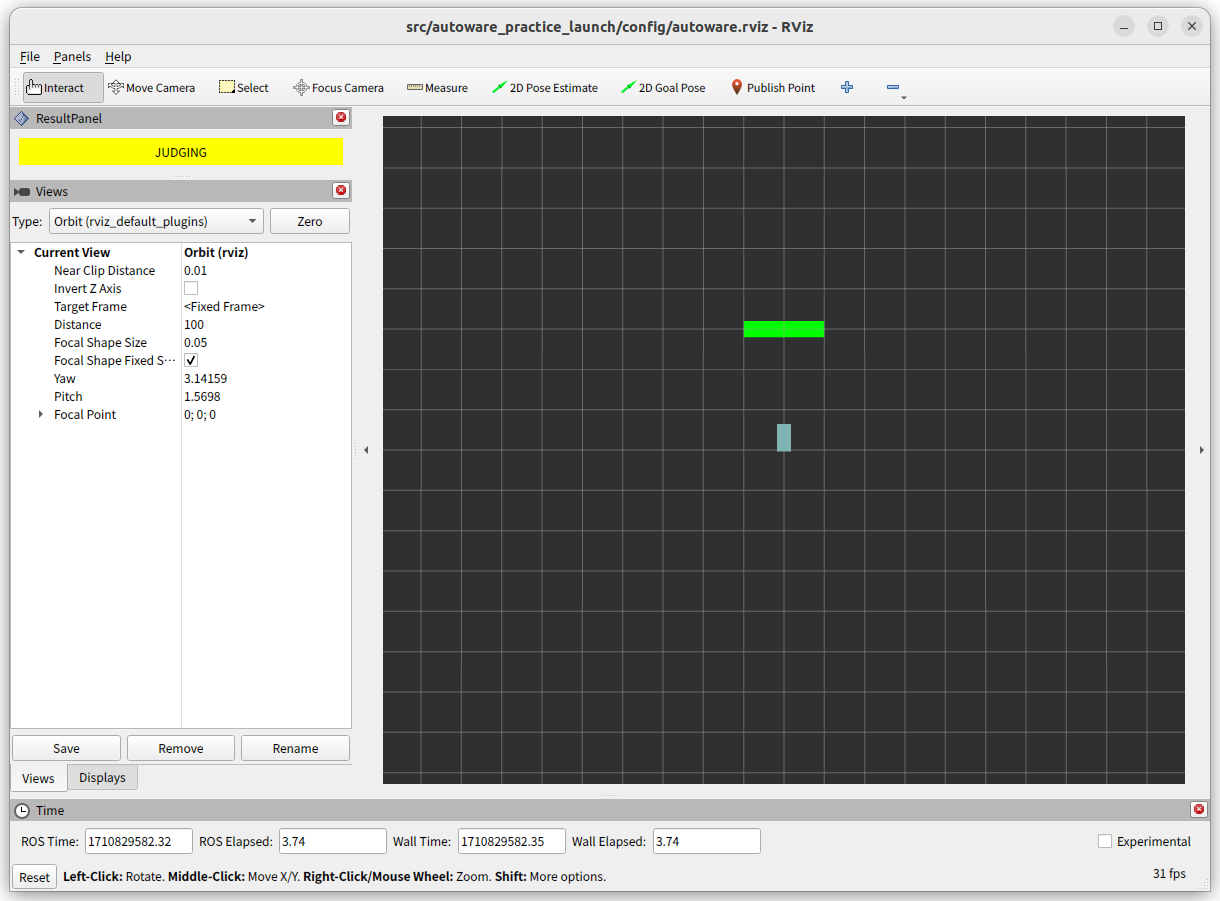 src/autoware_practice_launch/config/autoware.rviz - RViz
File Panels Help
Interact Move Camera Select Focus Camera Measure 2D Pose Estimate 2D Goal Pose Publish Point
ResultPanel
JUDGING
Views
Type: Orbit (rviz_default_plugins) Zero
Current View Orbit (rviz)
Near Clip Distance 0.01
Invert Z Axis
Target Frame <Fixed Frame>
Distance 100
Focal Shape Size 0.05
Focal Shape Fixed S⋯
Yaw 3.14159
Pitch 1.5698
Focal Point 0; 0; 0
Save Remove Rename
Views Displays
Time
ROS Time: 1710829582.32 ROS Elapsed: 3.74 Wall Time: 1710829582.35 Wall Elapsed: 3.74 Experimental
Reset Left-Click: Rotate. Middle-Click: Move X/Y. Right-Click/Mouse Wheel: Zoom. Shift: More options. 31 fps